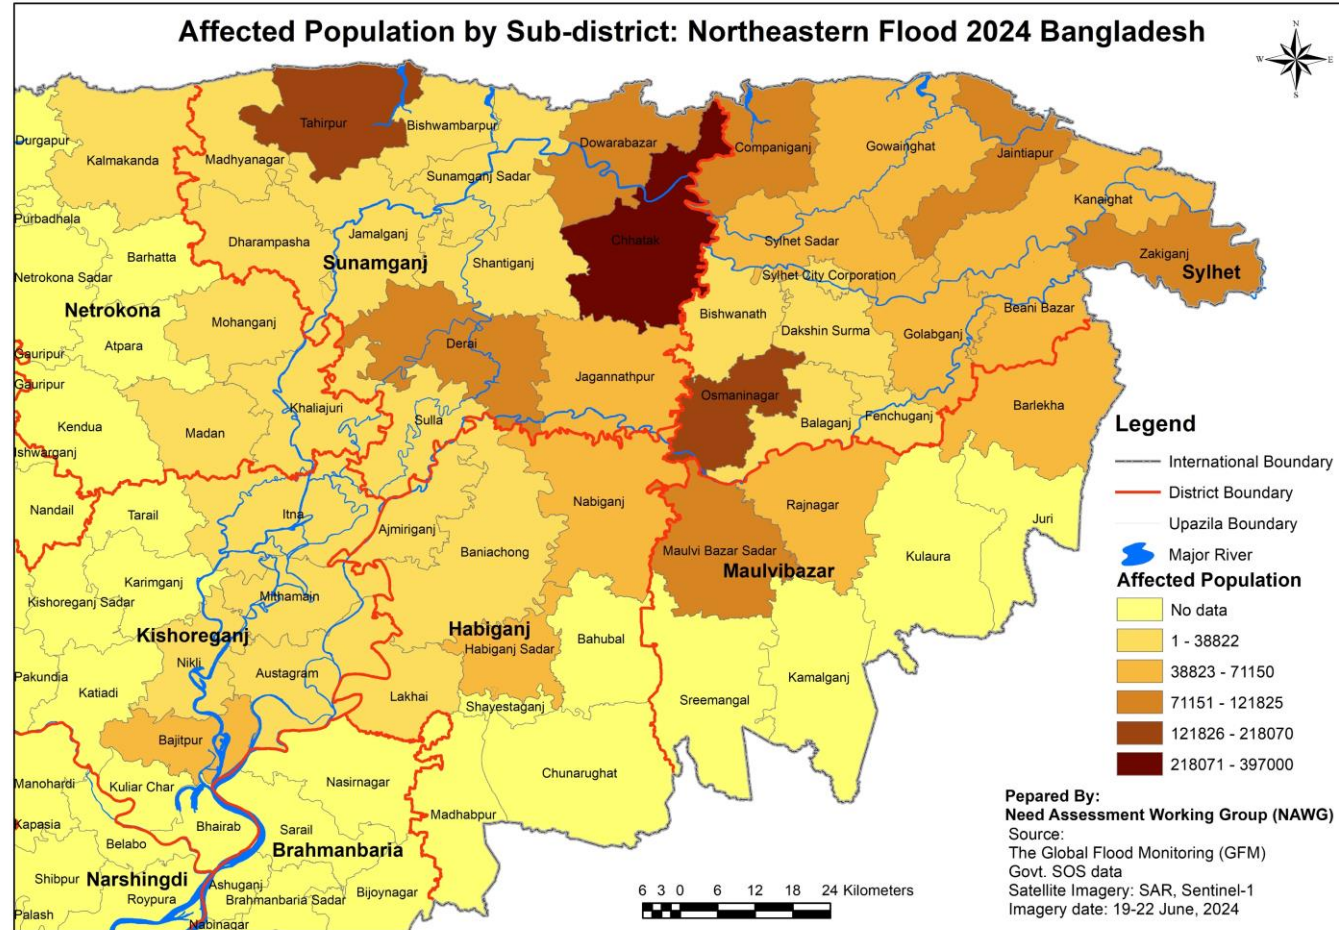 Affected Population by Sub-district: Northeastern Flood 2024 Bangladesh
N
W
E
S
Tahirpur
Bishwambarpur
Durgapur
Kalmakanda
Madhyanagar
Dowarabazar
Companiganj
Gowainghat
Jaintiapur
Sunamganj Sadar
Kanaighat
Purbadhala
Dharampasha
Jamalganj
Chhatak
Sylhet Sadar
Zakiganj
Barhatta
Sunamganj
Shantiganj
Sylhet
Netrokona Sadar
Sylhet City Corporation
Netrokona
Mohanganj
Bishwanath
Dakshin Surma
Golabganj
Beani Bazar
Atpara
Derai
Gauripur
Jagannathpur
Gauripur
Osmaninagar
Barlekha
Khaliajuri
Sulla
Balaganj
Fenchuganj
Kendua
Madan
Ishwarganj
Nandail
Tarail
Itna
Ajmiriganj
Nabiganj
Rajnagar
Juri
Baniachong
Maulvi Bazar Sadar
Kulaura
Karimganj
Maulvibazar
Kishoreganj Sadar
Mithamain
Kishoreganj
Habiganj
Bahubal
Habiganj Sadar
Nikli
Austagram
Pakundia
Katiadi
Lakhai
Shayestaganj
Sreemangal
Kamalganj
Bajitpur
Chunarughat
Manohardi
Kuliar Char
Nasirnagar
Madhabpur
Kapasia
Bhairab
Sarail
Belabo
Brahmanbaria
Shibpur
Narshingdi
Ashuganj
Bijoynagar
Roypura
Brahmanbaria Sadar
Palash
Nabinagar
Legend
International Boundary
District Boundary
Upazila Boundary
Major River
Affected Population
No data
1 - 38822
38823 - 71150
71151 - 121825
121826 - 218070
218071 - 397000
Pepared By:
Need Assessment Working Group (NAWG)
Source:
The Global Flood Monitoring (GFM)
Govt. SOS data
Satellite Imagery: SAR, Sentinel-1
Imagery date: 19-22 June, 2024
6 3 0 6 12 18 24 Kilometers